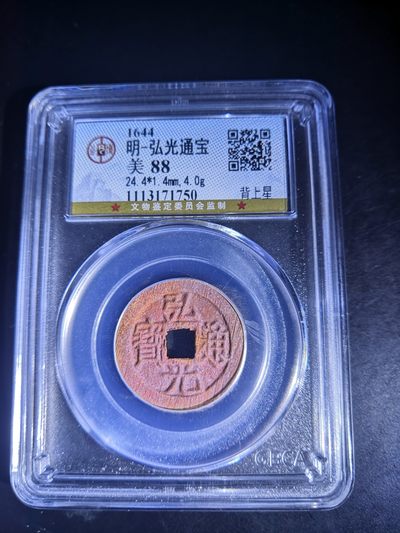 1644
明-弘光通宝
美 88
24.4*1.4mm,4.0g
1113171750
背上星
★ 文物鉴定委员会监制 ★
弘
寶 通
光